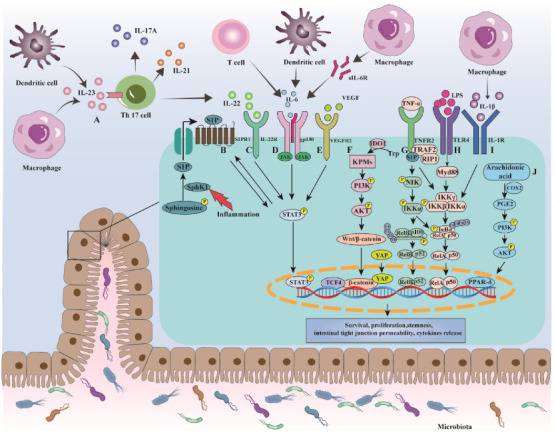 IL-17A
IL-21
Dendritic cell
IL-23
A
Th 17 cell
Macrophage
T cell
Dendritic cell
Macrophage
sIL-6R
IL-6
IL-22
VEGF
Macrophage
LPS
IL-1β
TNF-α
S1P
S1PR1
B
C
IL-22R
D
gp130
E
VEGFR2
F
G
TNFR2
H
TLR4
I
IL-1R
J
JAK
JAK
IDO1
Trp
KPMs
TRAF2
S1P
RIP1
Myd88
Arachidonic
acid
COX2
S1P
SphK1
Sphingosine
P
Inflammation
STAT3
P
PI3K
P
AKT
P
Wnt/β-catenin
YAP
P
NIK
P
IKKα
P
RelB
p100
RelB
p52
IKKγ
IKKβ
IKKα
IκBα
RelA
p50
RelA
p50
PGE2
PI3K
P
AKT
P
STAT3
P
TCF4
β-catenin
YAP
P
RelB
p52
RelA
p50
PPAR-δ
Survival, proliferation,stemness,
intestinal tight junction permeability, cytokines release
Microbiota